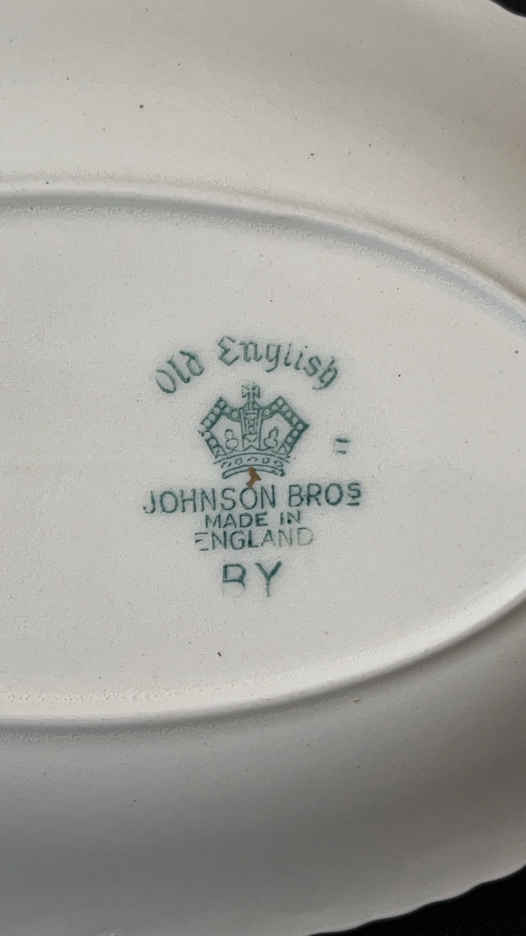 Old English
JOHNSON BROS
MADE IN
ENGLAND
BY